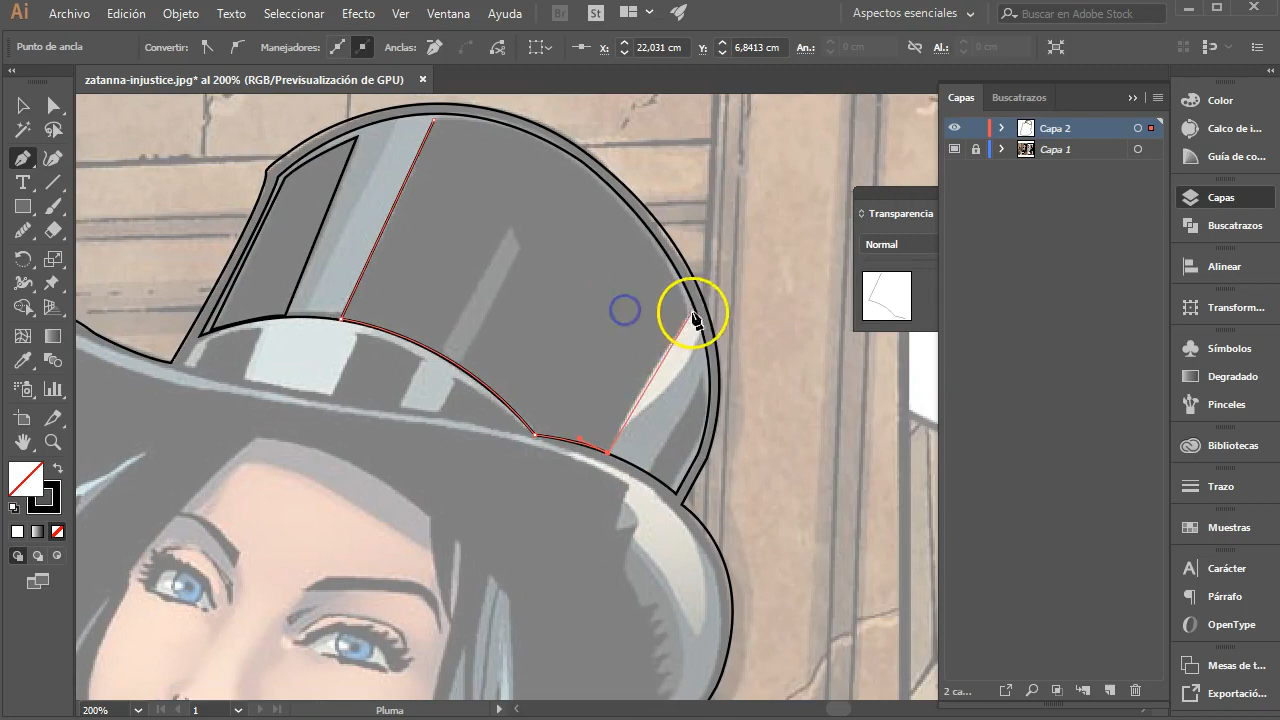 Ai Archivo Edición Objeto Texto Seleccionar Efecto Ver Ventana Ayuda Br St Aspectos esenciales Buscar en Adobe Stock
Punto de ancla Convertir: Manejadores: Anclas: X: 22,031 cm Y: 6,8413 cm An.: 0 cm Al.: 0 cm
zatanna-injustice.jpg* al 200% (RGB/Previsualización de GPU) ×
Capas Buscatrazos
Capa 2
Capa 1
Transparencia
Normal
Color
Calco de i...
Guía de co...
Capas
Buscatrazos
Alinear
Transform...
Símbolos
Degradado
Pinceles
Bibliotecas
Trazo
Muestras
Carácter
Párrafo
OpenType
Mesas de t...
Exportació...
2 ca...
200% 1 Pluma